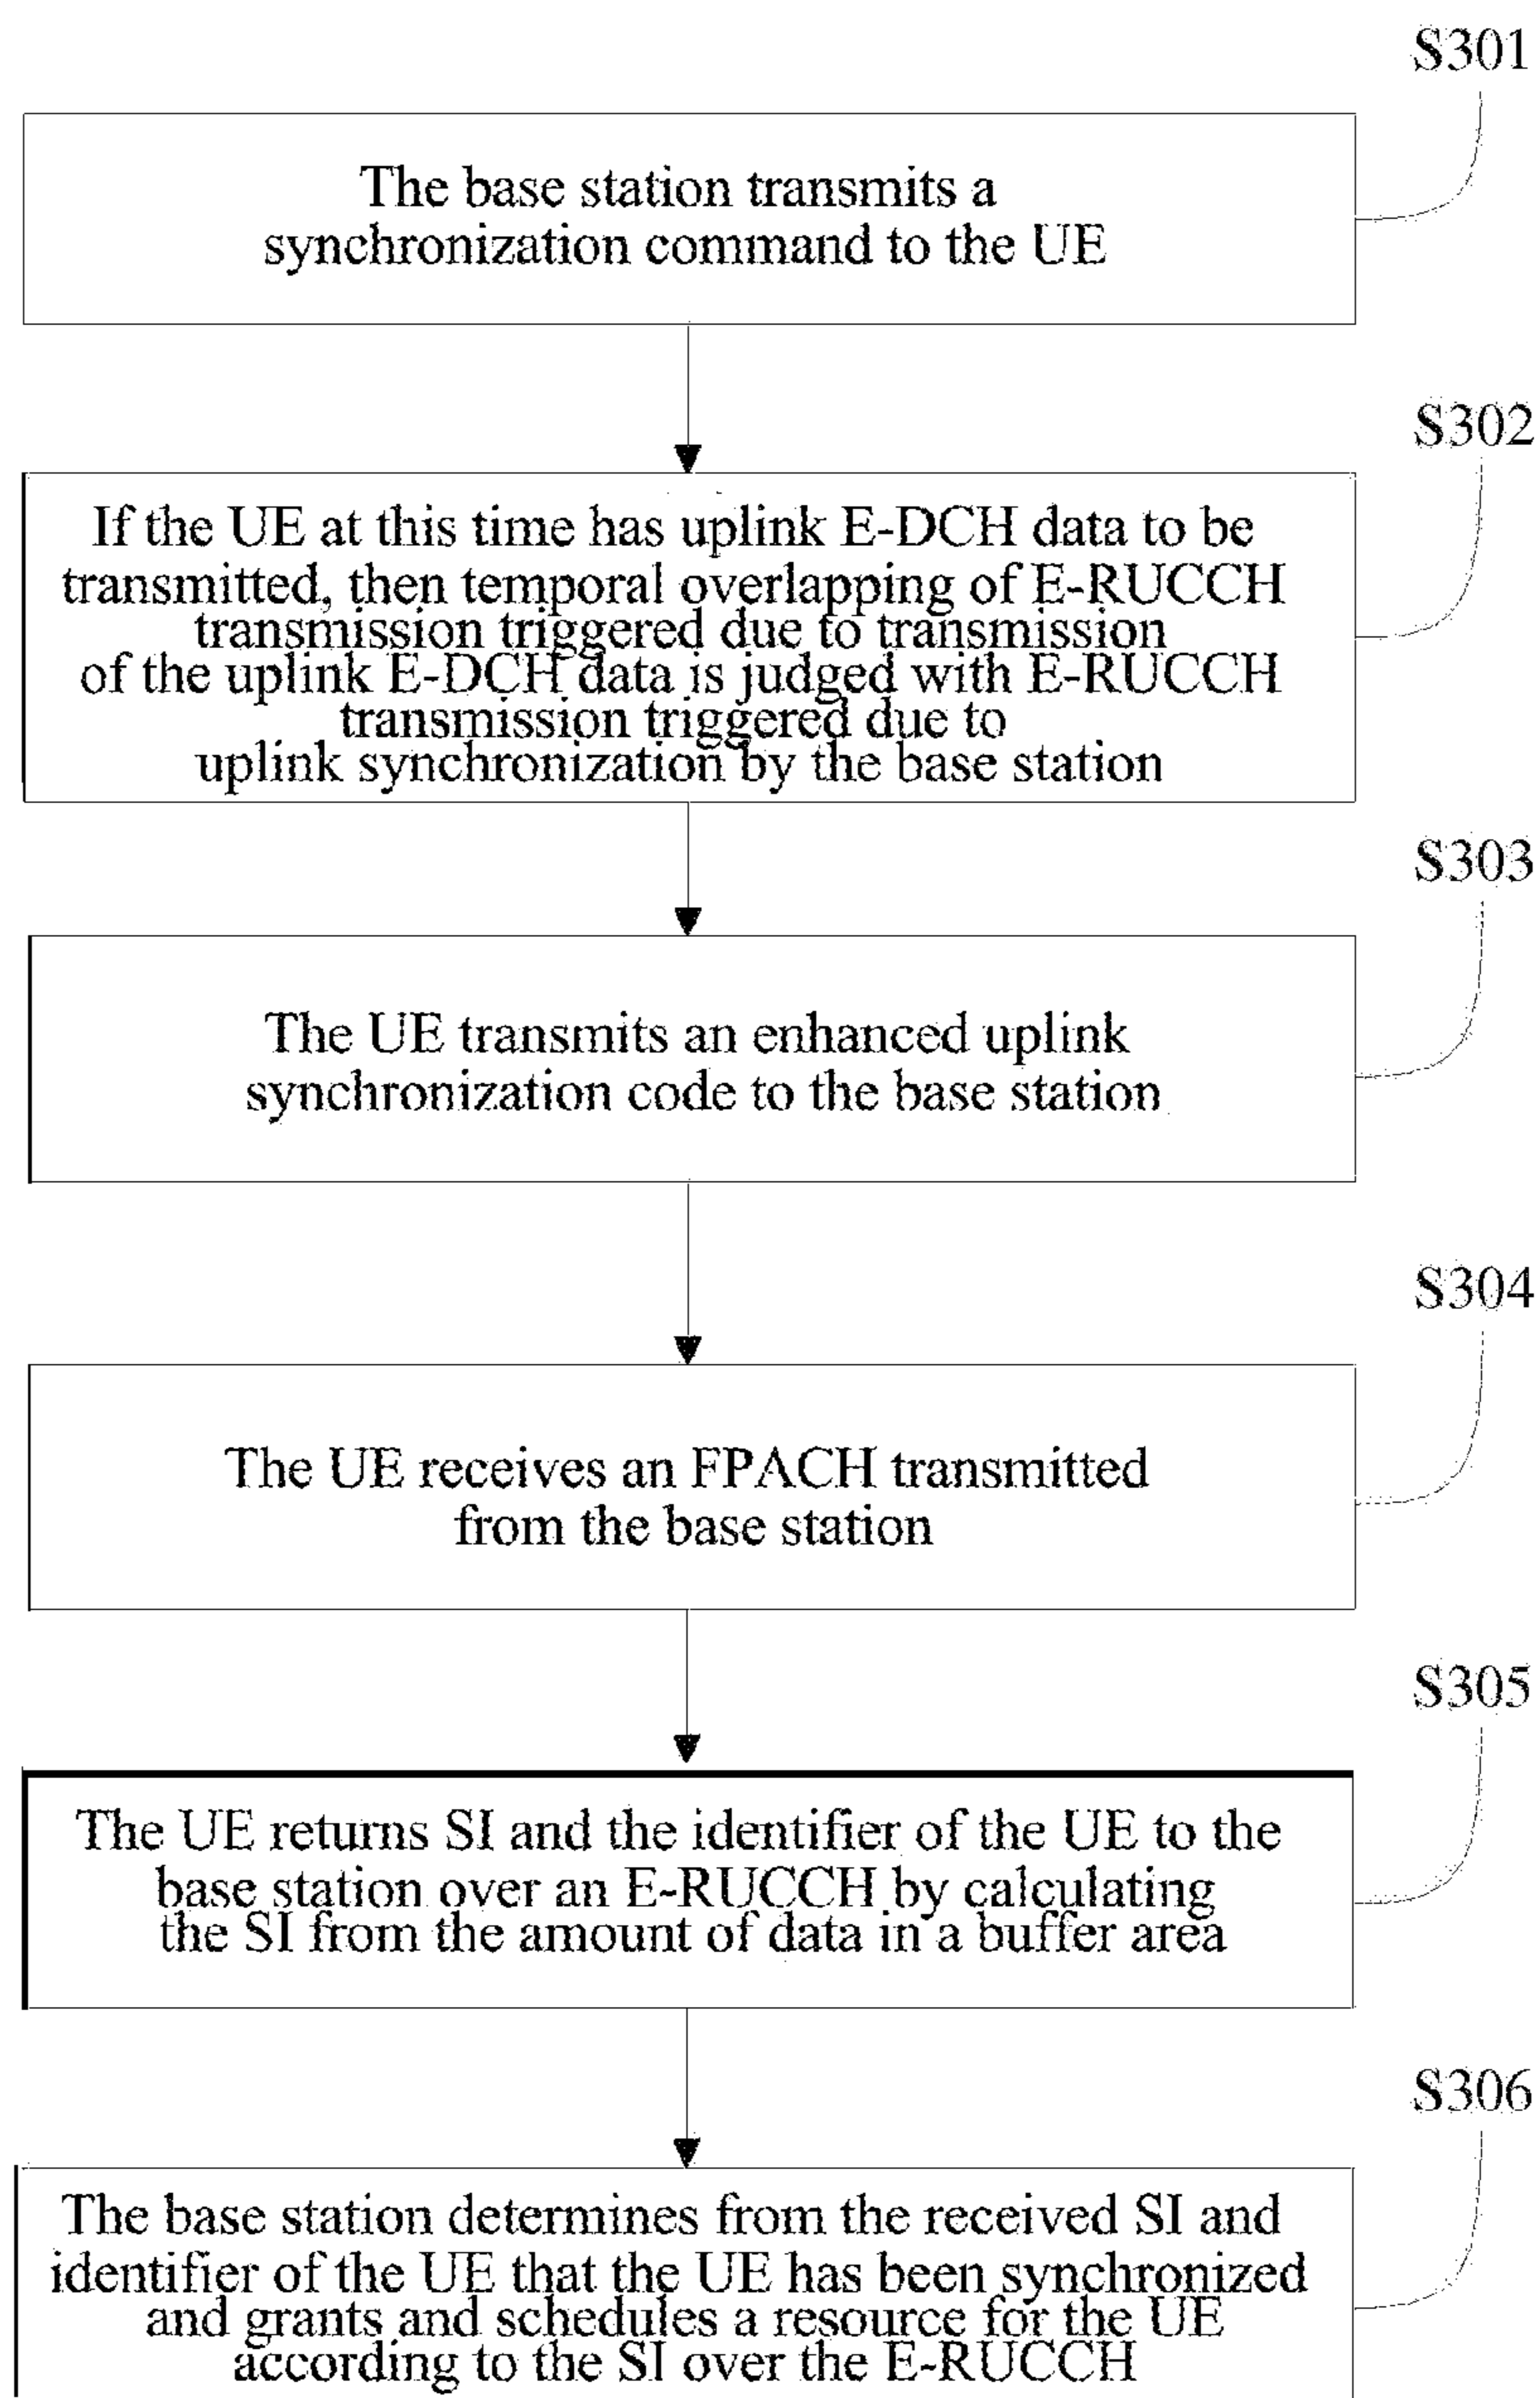 S301
The base station transmits a
synchronization command to the UE
S302
If the UE at this time has uplink E-DCH data to be
transmitted, then temporal overlapping of E-RUCCH
transmission triggered due to transmission
of the uplink E-DCH data is judged with E-RUCCH
transmission triggered due to
uplink synchronization by the base station
S303
The UE transmits an enhanced uplink
synchronization code to the base station
S304
The UE receives an FPACH transmitted
from the base station
S305
The UE returns SI and the identifier of the UE to the
base station over an E-RUCCH by calculating
the SI from the amount of data in a buffer area
S306
The base station determines from the received SI and
identifier of the UE that the UE has been synchronized
and grants and schedules a resource for the UE
according to the SI over the E-RUCCH